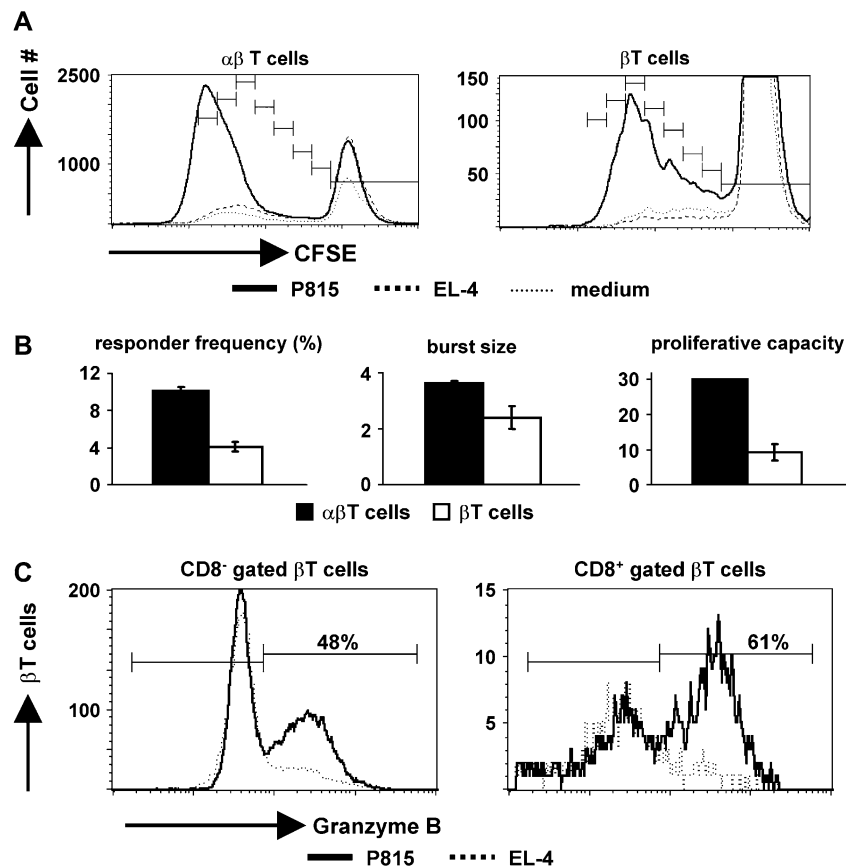 A
αβ T cells
βT cells
Cell #
2500
1000
150
100
50
CFSE
P815 EL-4 medium
B
responder frequency (%)
burst size
proliferative capacity
12
8
4
0
4
2
0
30
20
10
0
αβT cells βT cells
C
CD8⁻ gated βT cells
CD8⁺ gated βT cells
βT cells
200
100
48%
15
10
5
61%
Granzyme B
P815 EL-4